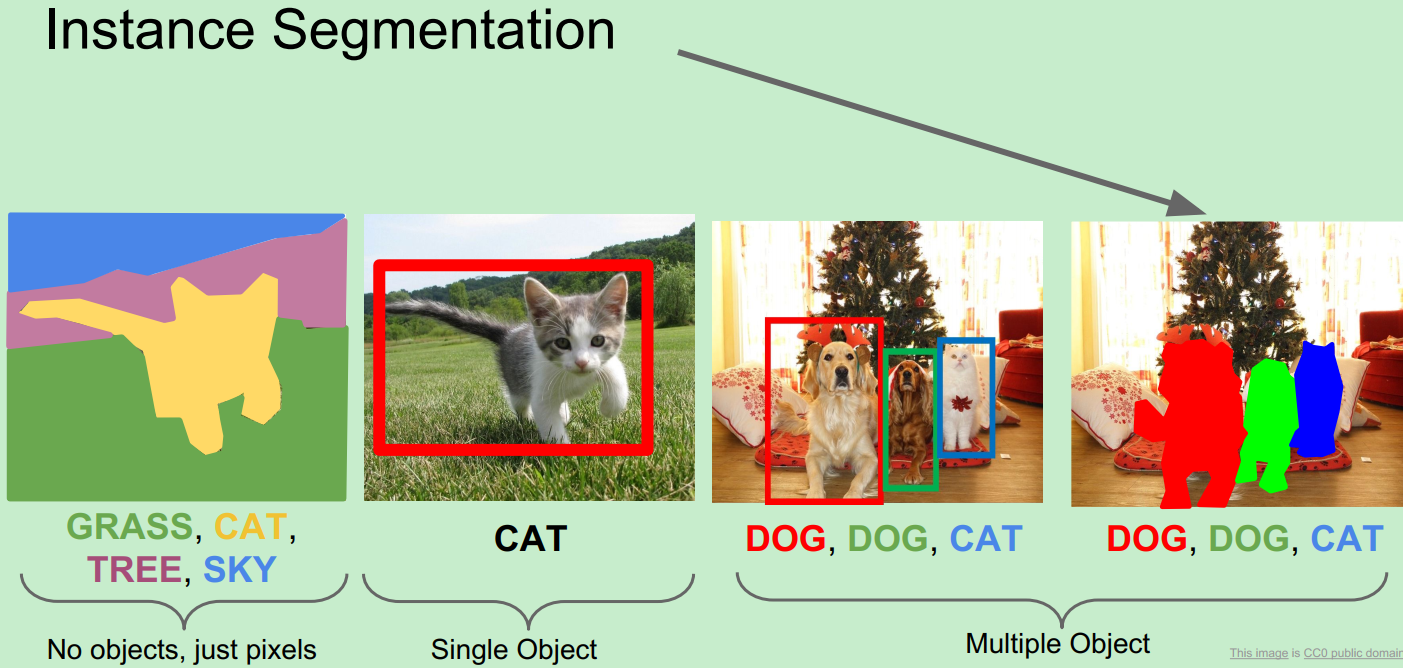 Instance Segmentation
GRASS, CAT,
TREE, SKY
CAT
DOG, DOG, CAT
DOG, DOG, CAT
No objects, just pixels
Single Object
Multiple Object
This image is CC0 public domain